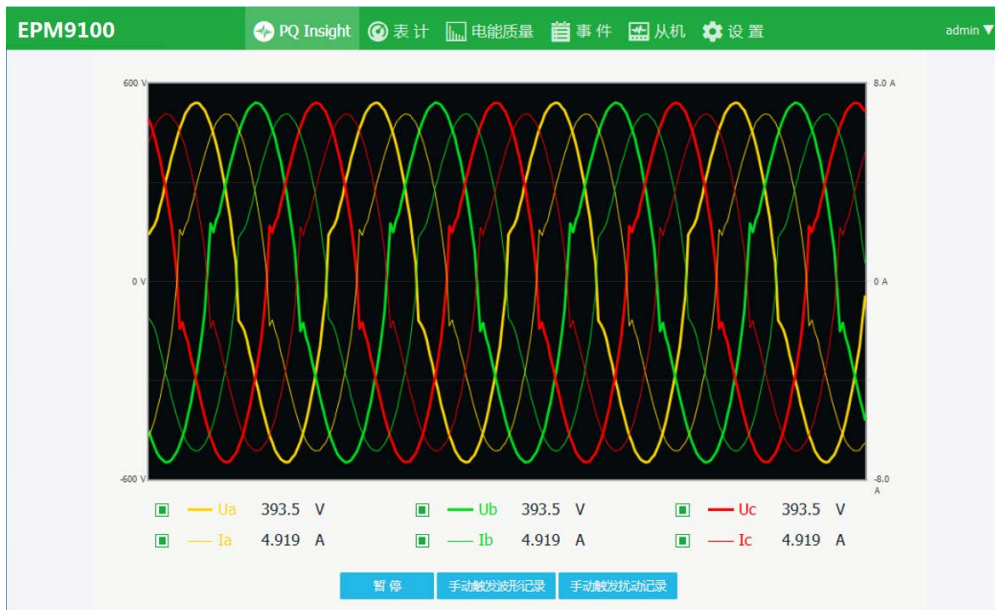 EPM9100 PQ Insight 表计 电能质量 事件 从机 设置 admin ▼
600 V 8.0 A
0 V 0 A
-600 V -8.0
A
Ua 393.5 V Ub 393.5 V Uc 393.5 V
Ia 4.919 A Ib 4.919 A Ic 4.919 A
暂停 手动触发波形记录 手动触发扰动记录